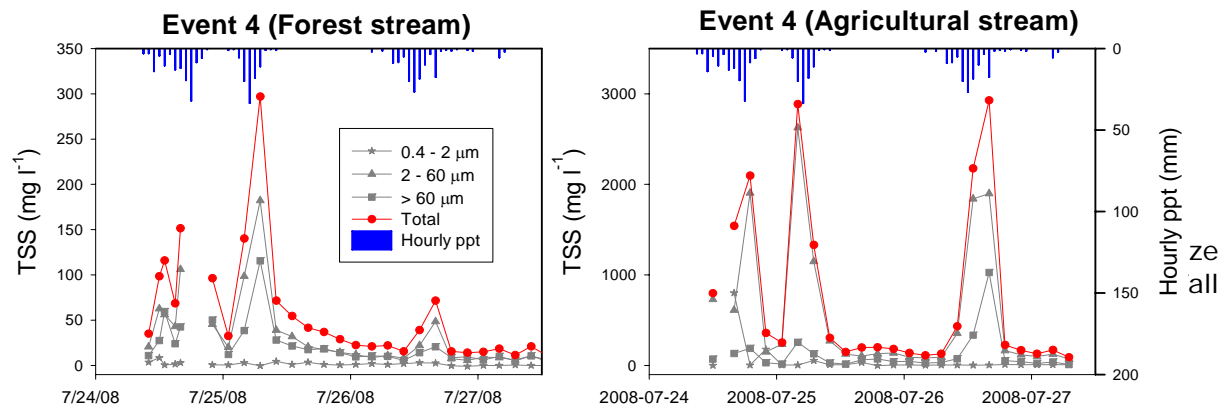 Event 4 (Forest stream)
350
300
250
200
150
100
50
0
TSS (mg l-1)
0.4 - 2 μm
2 - 60 μm
> 60 μm
Total
Hourly ppt
7/24/08 7/25/08 7/26/08 7/27/08
Event 4 (Agricultural stream)
3000
2000
1000
0
TSS (mg l-1)
0
50
100
150
200
Hourly ppt (mm)
2008-07-24 2008-07-25 2008-07-26 2008-07-27
ze
all